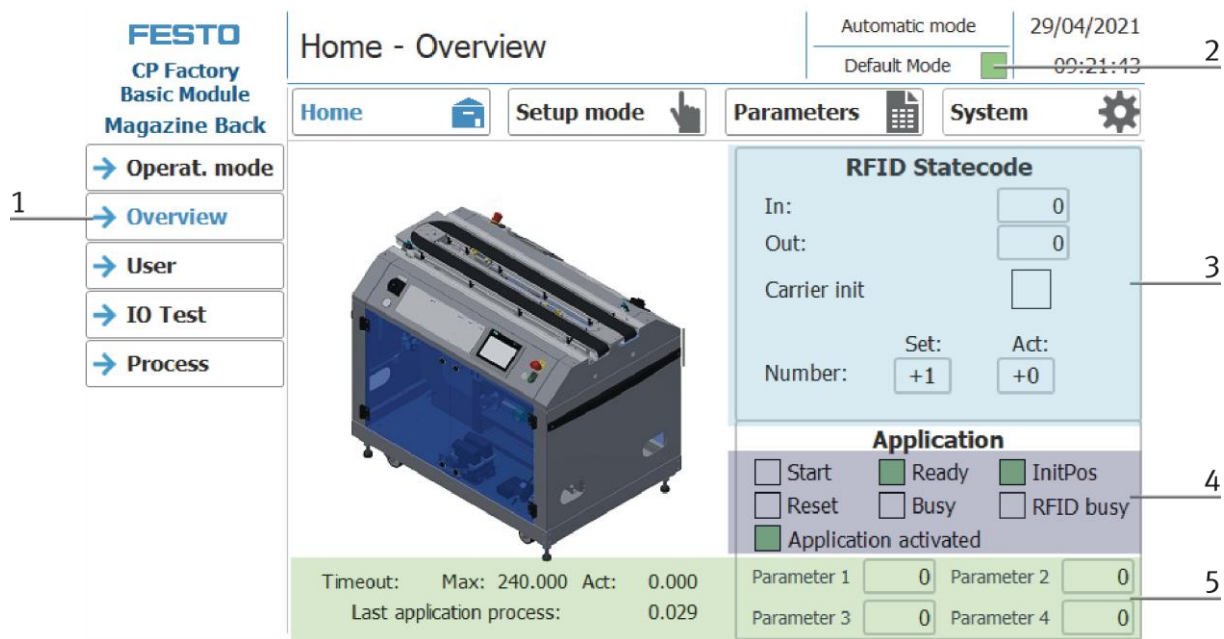 FESTO
CP Factory
Basic Module
Magazine Back
Home - Overview
Automatic mode
Default Mode
29/04/2021
09:21:43
Home
Setup mode
Parameters
System
Operat. mode
Overview
User
IO Test
Process
RFID Statecode
In: 0
Out: 0
Carrier init
Set: Act:
Number: +1 +0
Application
Start Ready InitPos
Reset Busy RFID busy
Application activated
Timeout: Max: 240.000 Act: 0.000
Last application process: 0.029
Parameter 1 0 Parameter 2 0
Parameter 3 0 Parameter 4 0
1
2
3
4
5